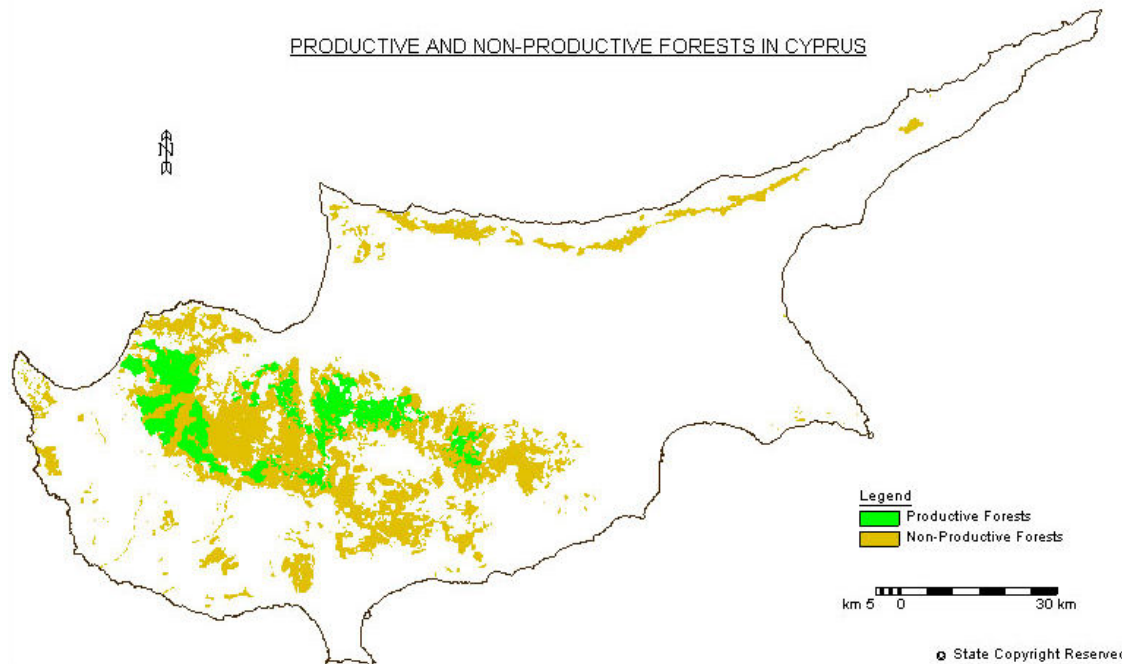 PRODUCTIVE AND NON-PRODUCTIVE FORESTS IN CYPRUS
N
Legend
Productive Forests
Non-Productive Forests
km 5 0 30 km
© State Copyright Reserved